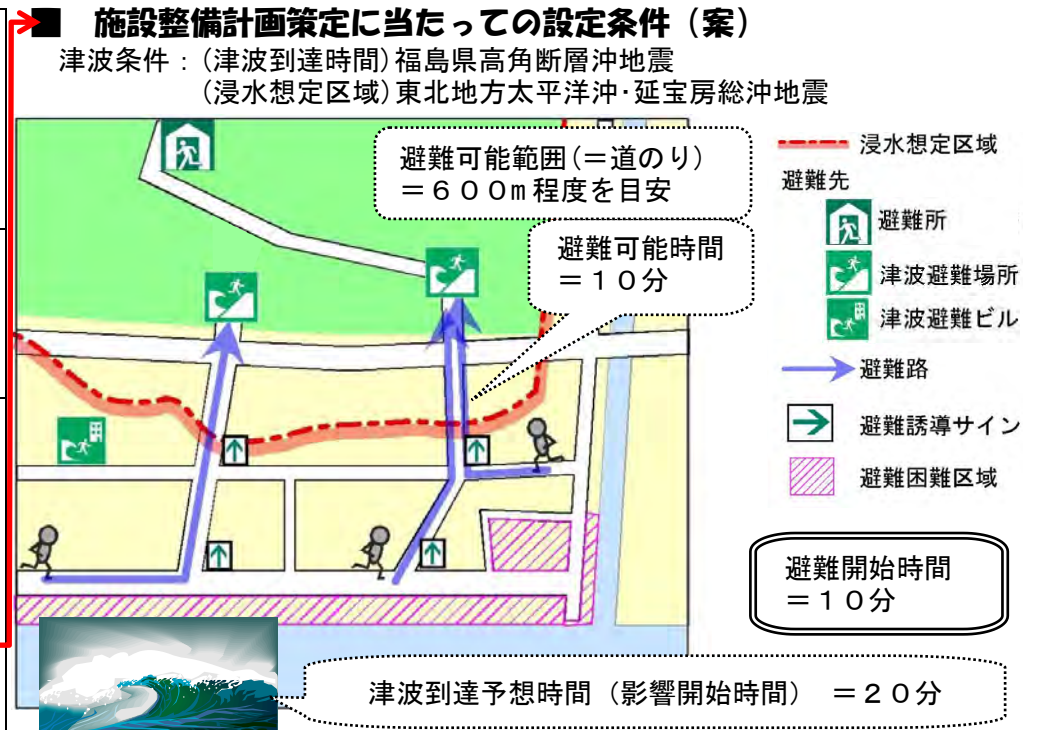 ■ 施設整備計画策定に当たっての設定条件（案）
津波条件：(津波到達時間)福島県高角断層沖地震
(浸水想定区域)東北地方太平洋沖･延宝房総沖地震
避難可能範囲(＝道のり)
＝６００ｍ程度を目安
避難可能時間
＝１０分
浸水想定区域
避難先
避難所
津波避難場所
津波避難ビル
避難路
避難誘導サイン
避難困難区域
避難開始時間
＝１０分
津波到達予想時間（影響開始時間） ＝２０分